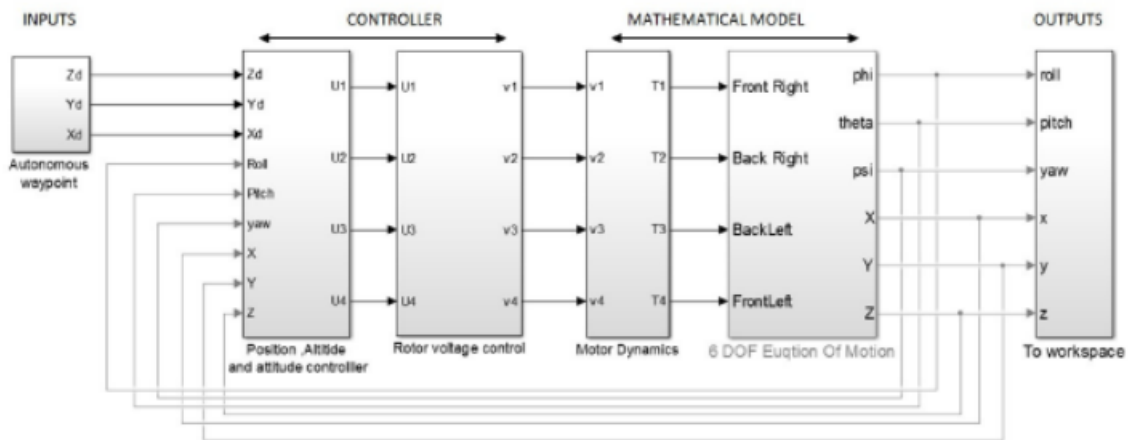 INPUTS
CONTROLLER
MATHEMATICAL MODEL
OUTPUTS
Zd
Yd
Xd
Autonomous
waypoint
Zd
Yd
Xd
Roll
Pitch
yaw
X
Y
Z
U1
U2
U3
U4
Position ,Altitide
and attitude controlller
U1
U2
U3
U4
v1
v2
v3
v4
Rotor voltage control
v1
v2
v3
v4
T1
T2
T3
T4
Motor Dynamics
Front Right
Back Right
BackLeft
FrontLeft
phi
theta
psi
X
Y
Z
6 DOF Euqtion Of Motion
roll
pitch
yaw
x
y
z
To workspace